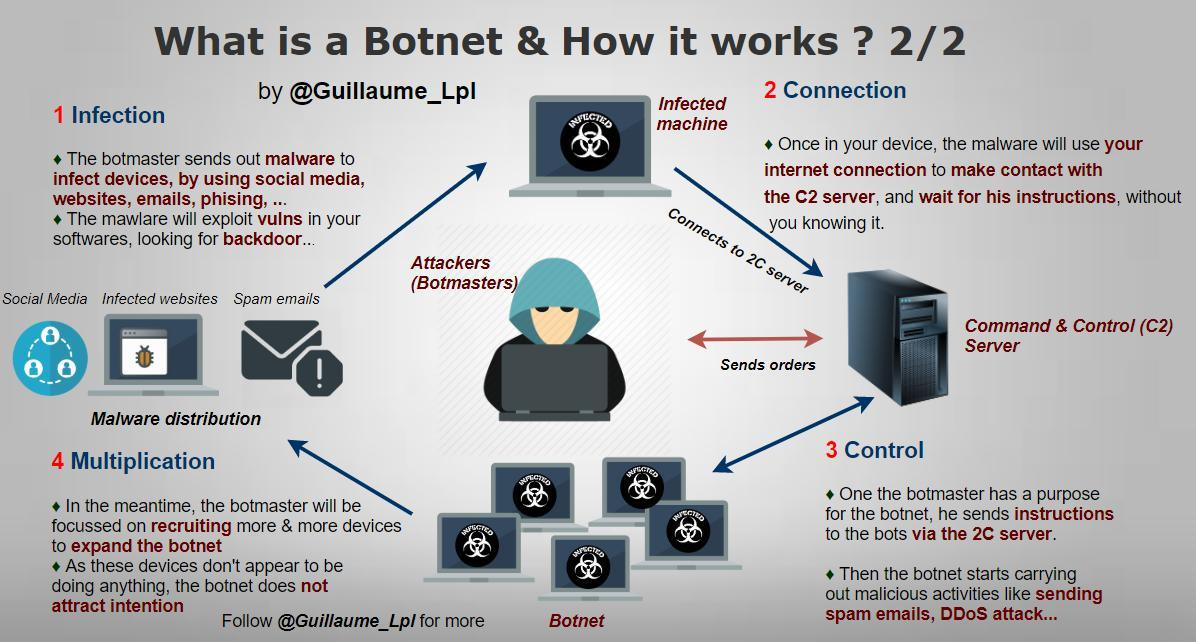 What is a Botnet & How it works ? 2/2
by @Guillaume_Lpl
1 Infection
♦ The botmaster sends out malware to
infect devices, by using social media,
websites, emails, phising, ...
♦ The mawlare will exploit vulns in your
softwares, looking for backdoor...
INFECTED
Infected
machine
2 Connection
♦ Once in your device, the malware will use your
internet connection to make contact with
the C2 server, and wait for his instructions, without
you knowing it.
Connects to 2C server
Attackers
(Botmasters)
Social Media
Infected websites
Spam emails
Malware distribution
Sends orders
Command & Control (C2)
Server
3 Control
♦ One the botmaster has a purpose
for the botnet, he sends instructions
to the bots via the 2C server.
♦ Then the botnet starts carrying
out malicious activities like sending
spam emails, DDoS attack...
4 Multiplication
♦ In the meantime, the botmaster will be
focussed on recruiting more & more devices
to expand the botnet
♦ As these devices don't appear to be
doing anything, the botnet does not
attract intention
INFECTED
INFECTED
INFECTED
INFECTED
INFECTED
Botnet
Follow @Guillaume_Lpl for more